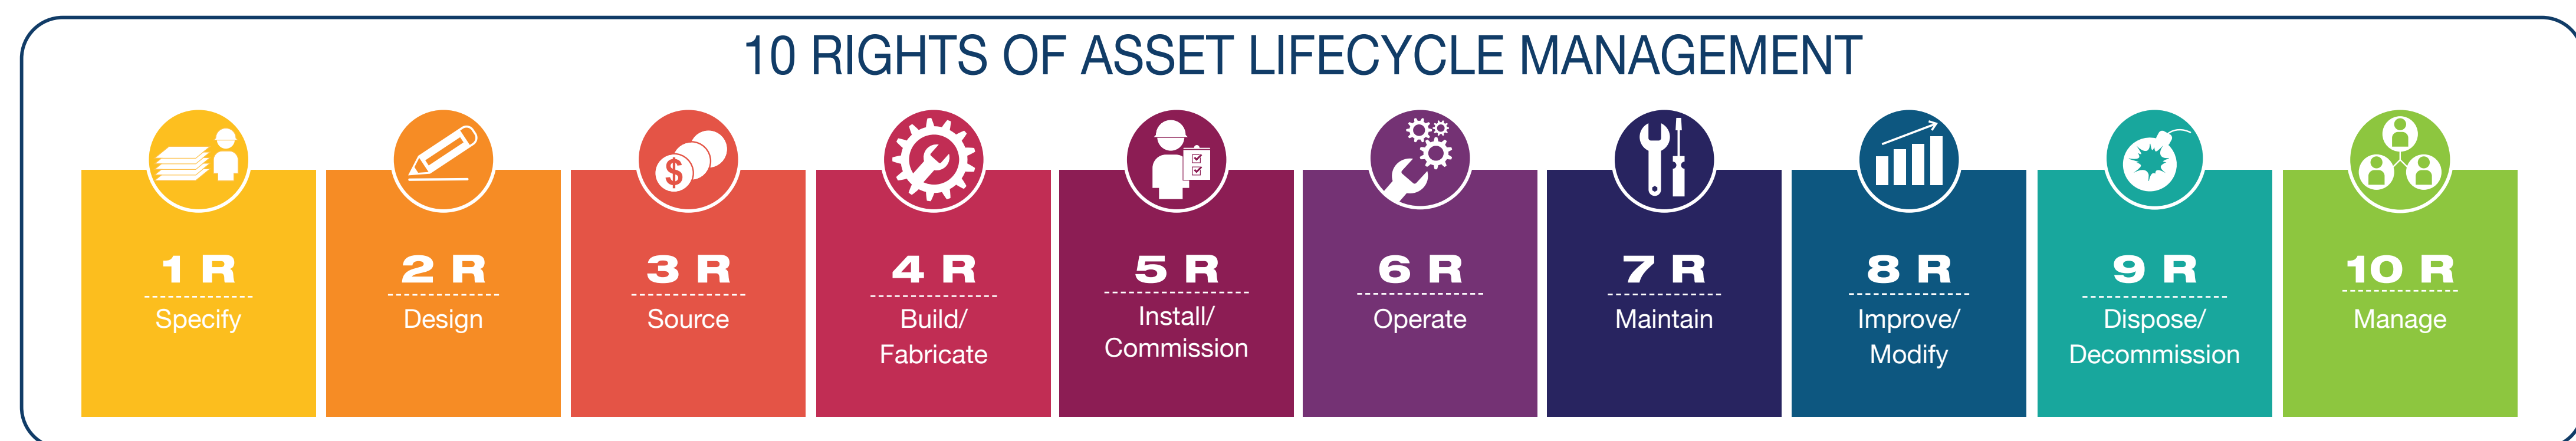 10 RIGHTS OF ASSET LIFECYCLE MANAGEMENT
$
1 R
Specify
2 R
Design
3 R
Source
4 R
Build/
Fabricate
5 R
Install/
Commission
6 R
Operate
7 R
Maintain
8 R
Improve/
Modify
9 R
Dispose/
Decommission
10 R
Manage